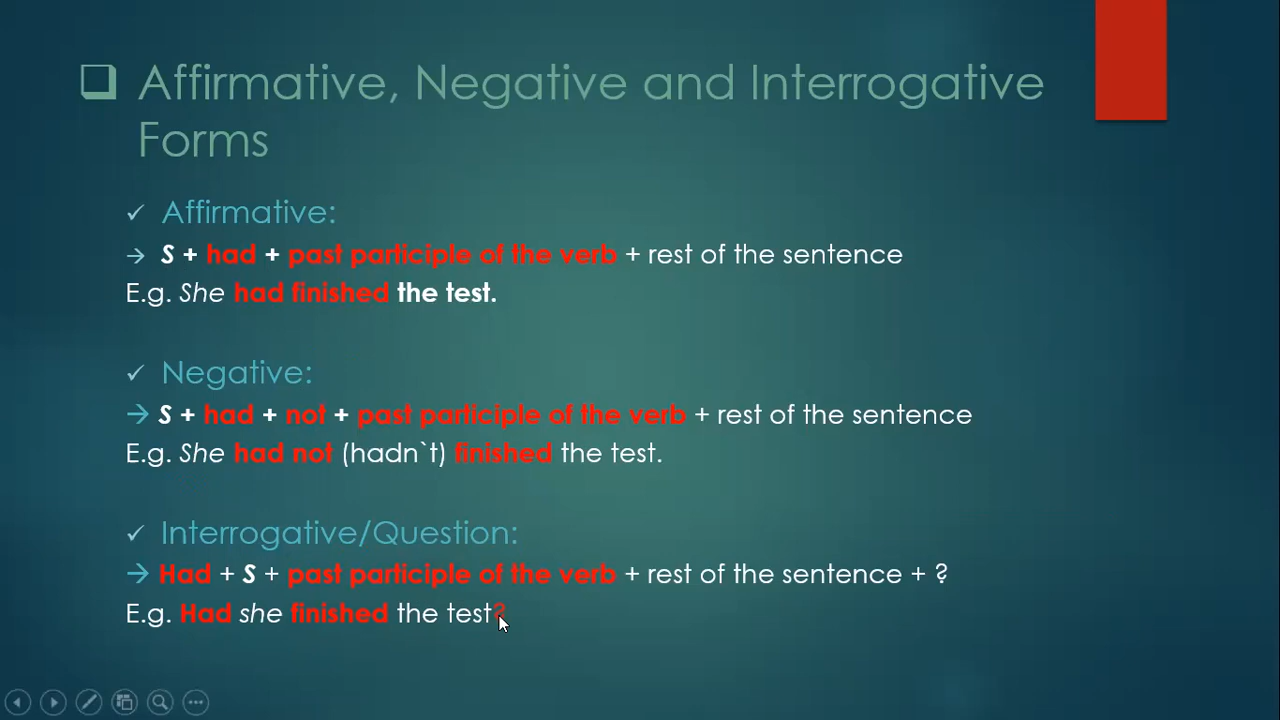 Affirmative, Negative and Interrogative
Forms
Affirmative:
S + had + past participle of the verb + rest of the sentence
E.g. She had finished the test.
Negative:
S + had + not + past participle of the verb + rest of the sentence
E.g. She had not (hadn`t) finished the test.
Interrogative/Question:
Had + S + past participle of the verb + rest of the sentence + ?
E.g. Had she finished the test?